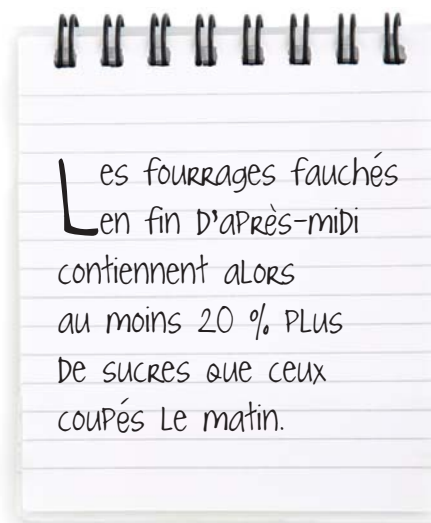 Les fourrages fauchés
en fin d'après-midi
contiennent alors
au moins 20 % plus
de sucres que ceux
coupés le matin.